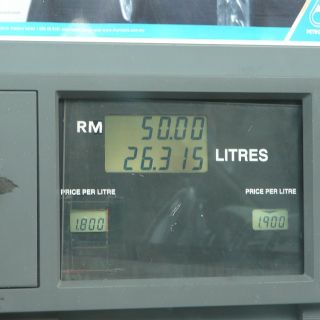 RM 50.00
26.315 LITRES
PRICE PER LITRE PRICE PER LITRE
1.800 1.900